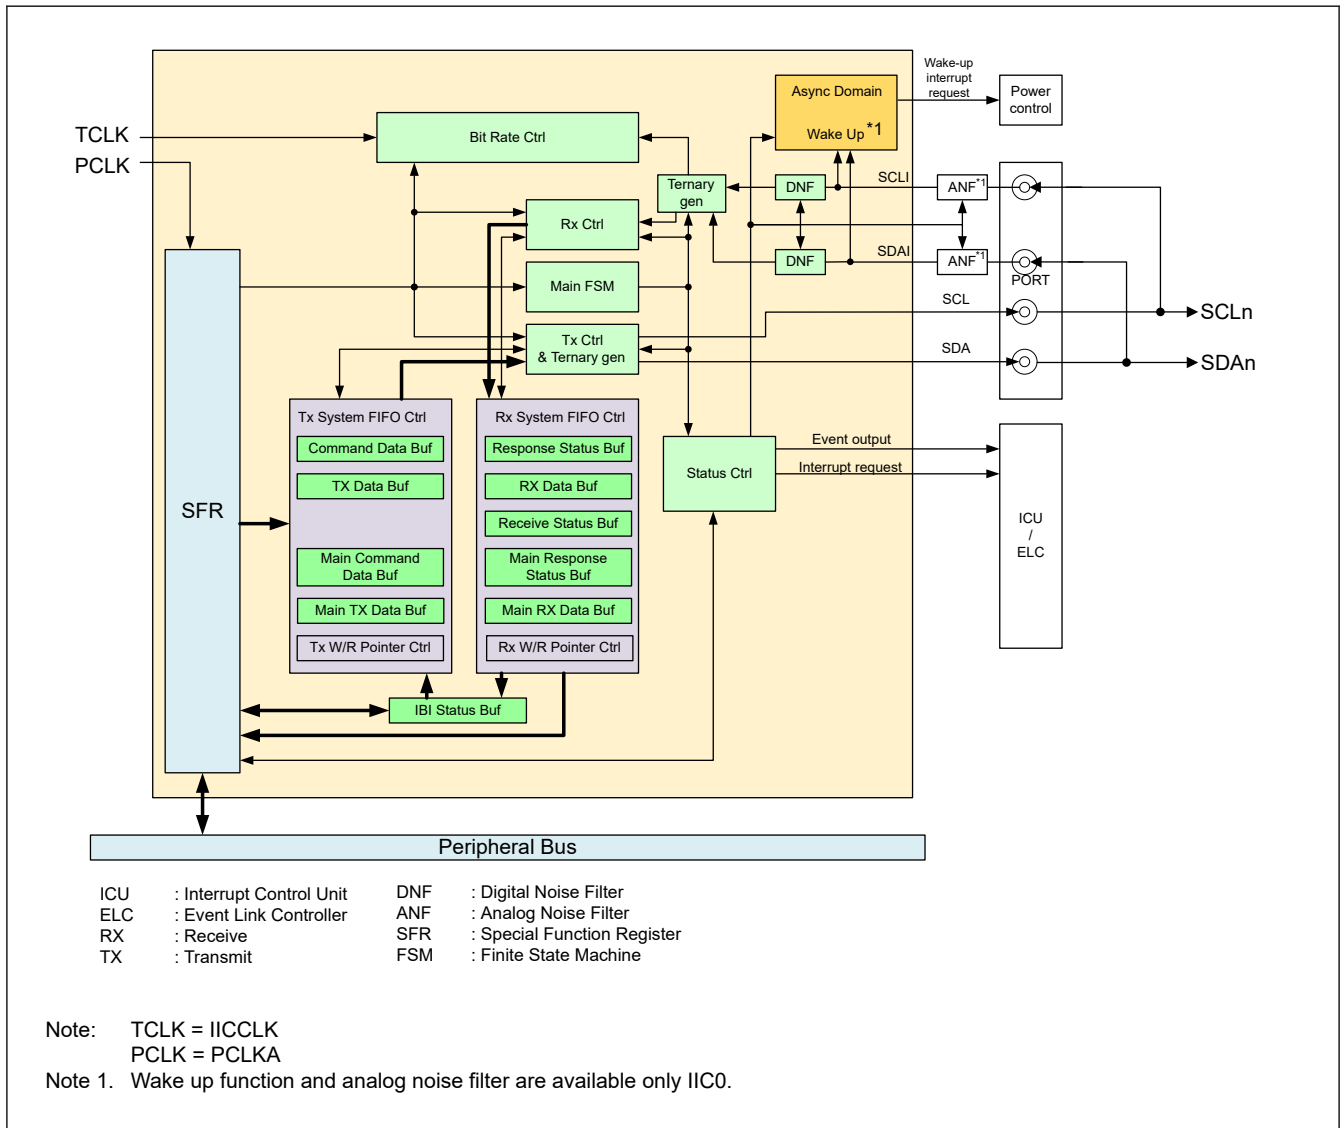 Wake-up
interrupt
request
Power
control
Async Domain
Wake Up *1
TCLK
PCLK
Bit Rate Ctrl
Ternary
gen
DNF
SCLI
ANF*1
Rx Ctrl
DNF
SDAI
ANF*1
PORT
Main FSM
SCL
SCLn
Tx Ctrl
& Ternary gen
SDA
SDAn
Tx System FIFO Ctrl
Command Data Buf
TX Data Buf
Main Command
Data Buf
Main TX Data Buf
Tx W/R Pointer Ctrl
Rx System FIFO Ctrl
Response Status Buf
RX Data Buf
Receive Status Buf
Main Response
Status Buf
Main RX Data Buf
Rx W/R Pointer Ctrl
Status Ctrl
Event output
Interrupt request
ICU
/
ELC
SFR
IBI Status Buf
Peripheral Bus
ICU : Interrupt Control Unit
ELC : Event Link Controller
RX : Receive
TX : Transmit
DNF : Digital Noise Filter
ANF : Analog Noise Filter
SFR : Special Function Register
FSM : Finite State Machine
Note: TCLK = IICCLK
PCLK = PCLKA
Note 1. Wake up function and analog noise filter are available only IIC0.